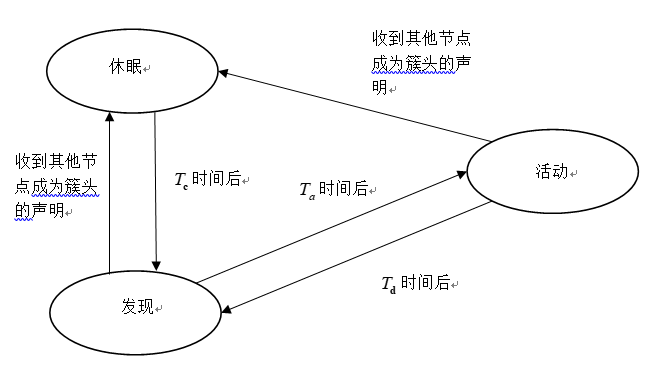 收到其他节
点成为簇头的声
明
休眠
收到其他节
点成为簇头
的声明
Tc 时间后
Ta 时间后
活动
Td 时间后
发现